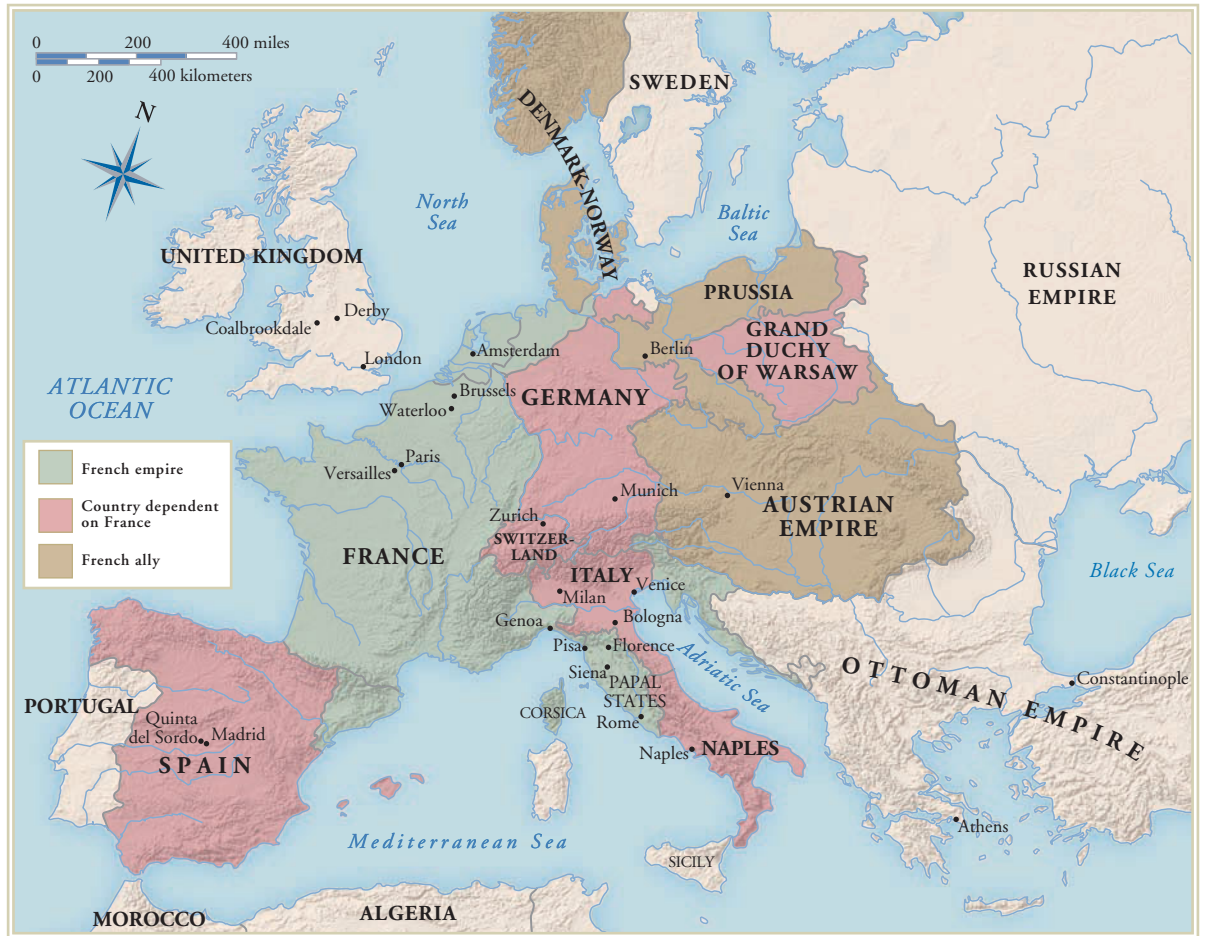 0 200 400 miles
0 200 400 kilometers
N
SWEDEN
DENMARK-NORWAY
North
Sea
Baltic
Sea
UNITED KINGDOM
RUSSIAN
EMPIRE
PRUSSIA
Derby
Coalbrookdale
GRAND
DUCHY
OF WARSAW
Berlin
Amsterdam
London
ATLANTIC
OCEAN
Brussels
GERMANY
Waterloo
French empire
Country dependent
on France
French ally
Paris
Versailles
Munich
Vienna
AUSTRIAN
EMPIRE
Zurich
SWITZER-
LAND
FRANCE
Black Sea
ITALY
Venice
Milan
Genoa
Bologna
Pisa
Florence
Adriatic Sea
Siena
PAPAL
STATES
OTTOMAN EMPIRE
Constantinople
PORTUGAL
CORSICA
Rome
Quinta
del Sordo
Madrid
SPAIN
Naples
NAPLES
Athens
Mediterranean Sea
SICILY
MOROCCO
ALGERIA